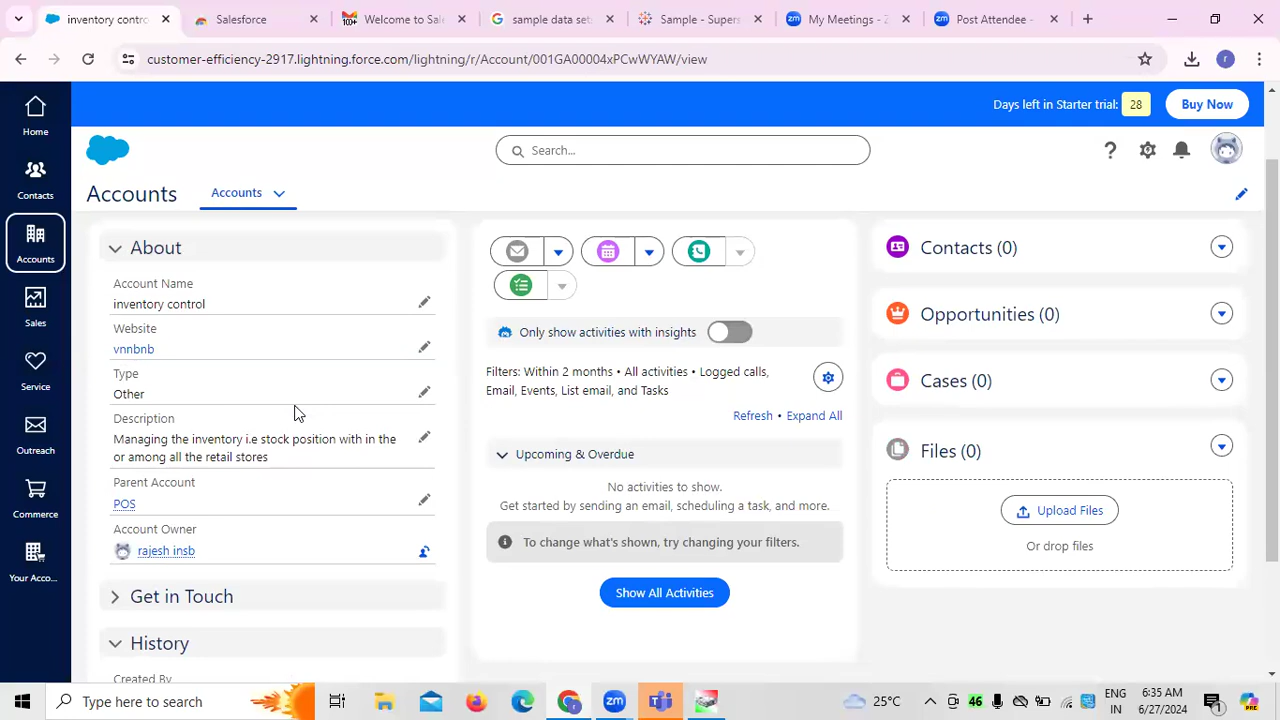 inventory contro
Salesforce
Welcome to Sal
sample data set
Sample - Supers
My Meetings - Z
Post Attendee -
customer-efficiency-2917.lightning.force.com/lightning/r/Account/001GA00004xPCwWYAW/view
r
Days left in Starter trial: 28
Buy Now
Home
Contacts
Accounts
Sales
Service
Outreach
Commerce
Your Acco...
Search...
Accounts
Accounts
About
Account Name
inventory control
Website
vnnbnb
Type
Other
Description
Managing the inventory i.e stock position with in the
or among all the retail stores
Parent Account
POS
Account Owner
rajesh insb
Get in Touch
History
Created By
Only show activities with insights
Filters: Within 2 months • All activities • Logged calls,
Email, Events, List email, and Tasks
Refresh • Expand All
Upcoming & Overdue
No activities to show.
Get started by sending an email, scheduling a task, and more.
To change what's shown, try changing your filters.
Show All Activities
Contacts (0)
Opportunities (0)
Cases (0)
Files (0)
Upload Files
Or drop files
Type here to search
25°C
46
ENG
IN
6:35 AM
6/27/2024
1